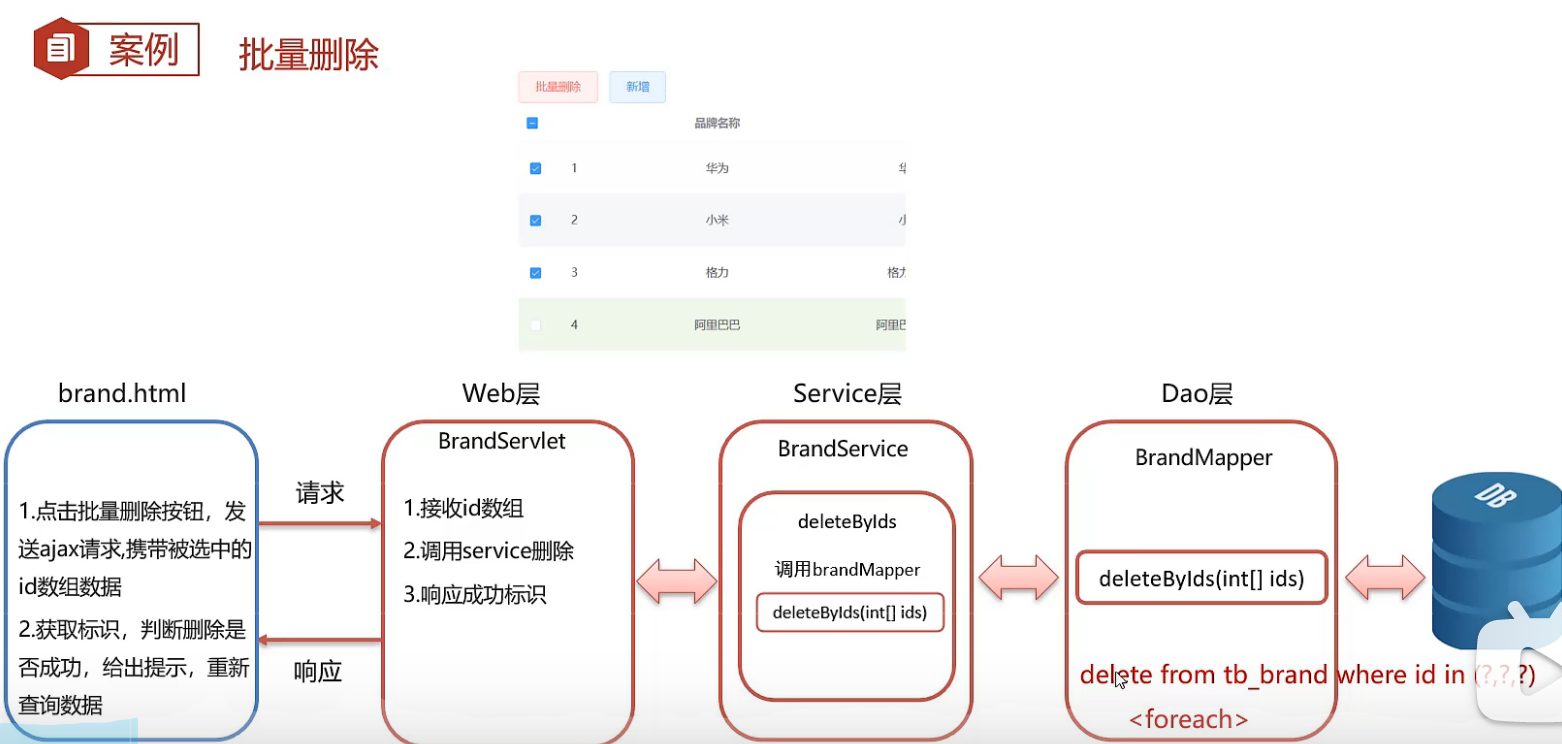 案例
批量删除
批量删除 新增
品牌名称
1 华为
2 小米
3 格力 格力
4 阿里巴巴 阿里巴
brand.html
1.点击批量删除按钮，发
送ajax请求,携带被选中的
id数组数据
2.获取标识，判断删除是
否成功，给出提示，重新
查询数据
请求
响应
Web层
BrandServlet
1.接收id数组
2.调用service删除
3.响应成功标识
Service层
BrandService
deleteByIds
调用brandMapper
deleteByIds(int[] ids)
Dao层
BrandMapper
deleteByIds(int[] ids)
delete from tb_brand where id in (?,?,?)
<foreach>
DB